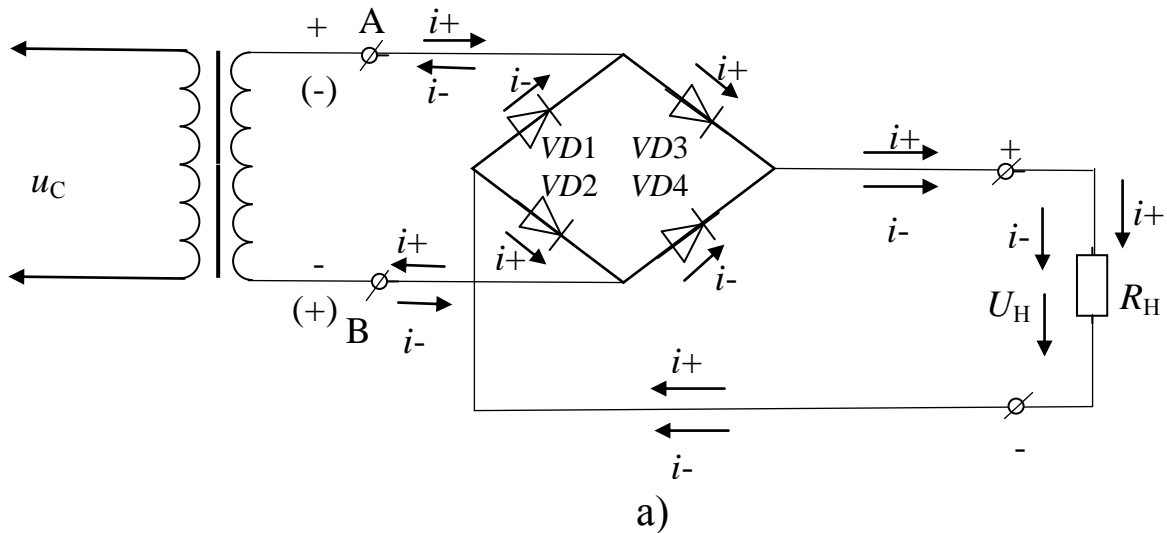 + A i+
(-) i-
i- i+
VD1 VD3
u_C VD2 VD4
i+ + 
i- i- i+
- i+ i+ i-
(+) B i- U_H R_H
i+
i- -
а)